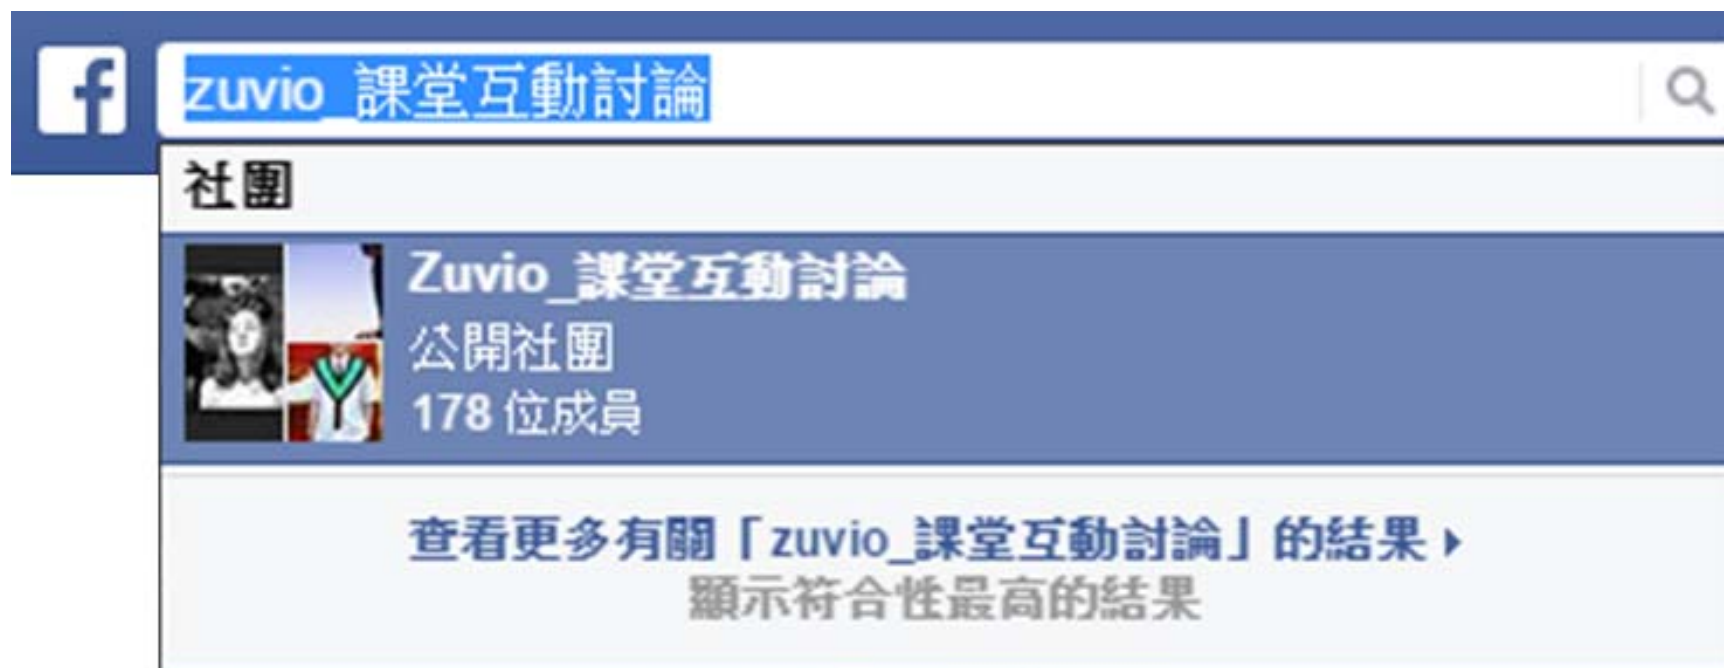 zuvio_課堂互動討論
社團
Zuvio_課堂互動討論
公開社團
178 位成員
查看更多有關「zuvio_課堂互動討論」的結果
顯示符合性最高的結果